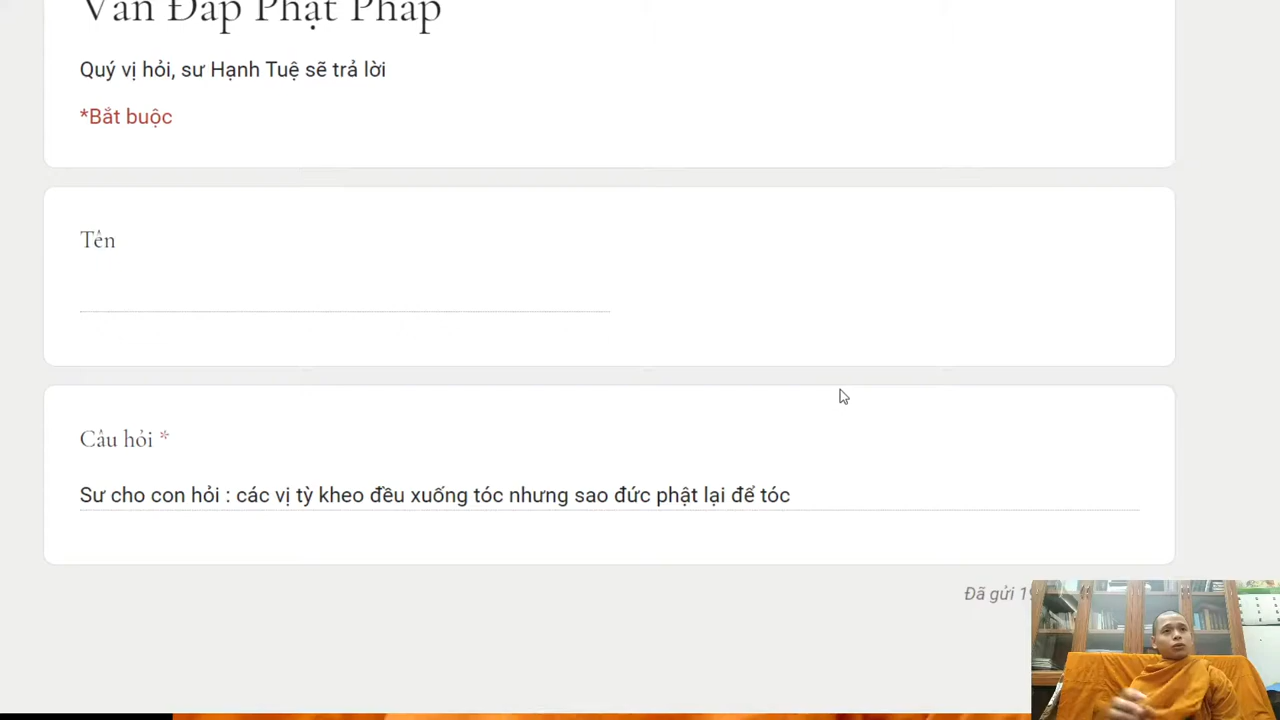 Vấn Đáp Phật Pháp
Quý vị hỏi, sư Hạnh Tuệ sẽ trả lời
*Bắt buộc
Tên
Câu hỏi *
Sư cho con hỏi : các vị tỳ kheo đều xuống tóc nhưng sao đức phật lại để tóc
Đã gửi